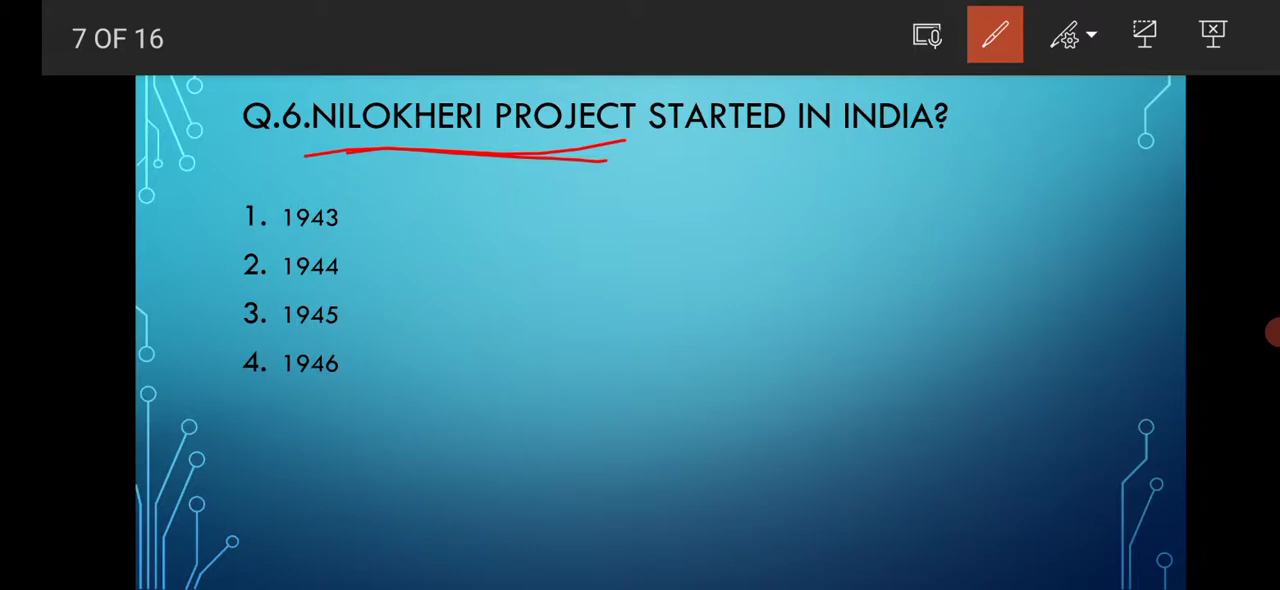 7 OF 16
Q.6.NILOKHERI PROJECT STARTED IN INDIA?
1. 1943
2. 1944
3. 1945
4. 1946